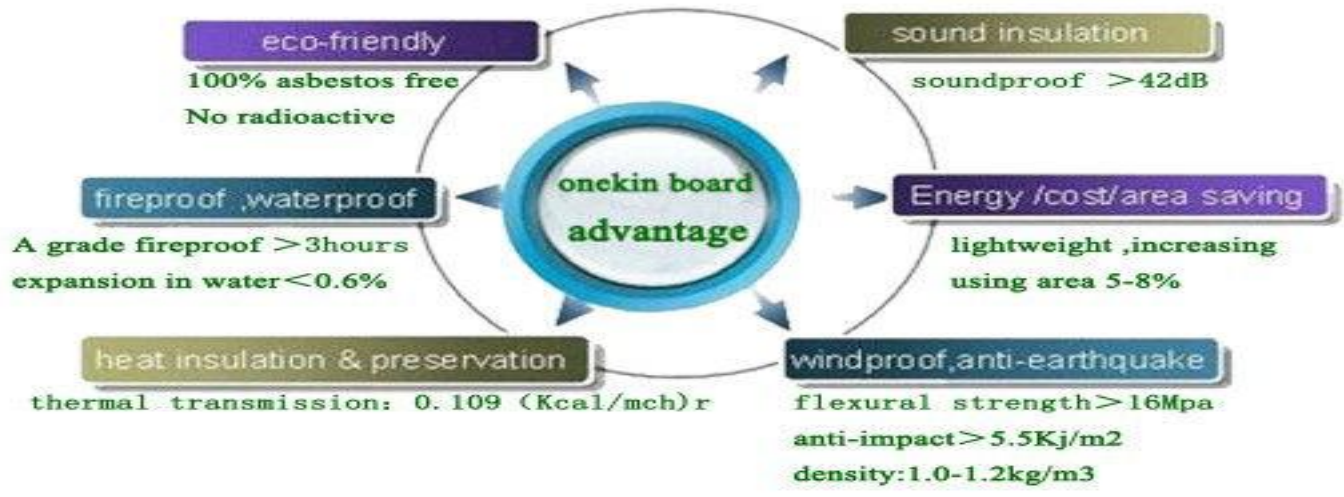 eco-friendly
100% asbestos free
No radioactive
sound insulation
soundproof >42dB
fireproof ,waterproof
A grade fireproof >3hours
expansion in water<0.6%
onekin board
advantage
Energy /cost/area saving
lightweight ,increasing
using area 5-8%
heat insulation & preservation
thermal transmission: 0.109 (Kcal/mch)r
windproof,anti-earthquake
flexural strength>16Mpa
anti-impact>5.5Kj/m2
density:1.0-1.2kg/m3